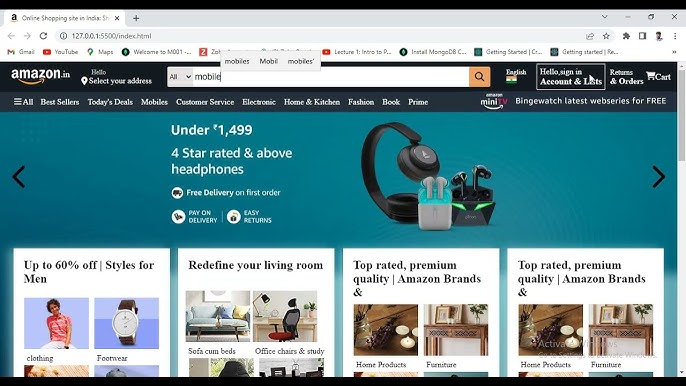 Online Shopping site in India: Sh
127.0.0.1:5500/index.html
Gmail
YouTube
Maps
Welcome to M001 -...
Lecture 1: Intro to P...
Install MongoDB C...
Getting Started | Cr...
Getting started | Re...
mobiles Mobil mobiles'
amazon.in
Hello
Select your address
All
mobile
English
Hello,sign in
Account & Lists
Returns
& Orders
Cart
All Best Sellers Today's Deals Mobiles Customer Service Electronic Home & Kitchen Fashion Book Prime
amazon
miniTV
Bingewatch latest webseries for FREE
Under ₹1,499
4 Star rated & above
headphones
Free Delivery on first order
PAY ON
DELIVERY
EASY
RETURNS
Up to 60% off | Styles for
Men
clothing
Footwear
Redefine your living room
Sofa cum beds
Office chairs & study
Top rated, premium
quality | Amazon Brands
&
Home Products
Furniture
Top rated, premium
quality | Amazon Brands
&
Home Products
Furniture
Activate Windows
Go to Settings to activate Windows.